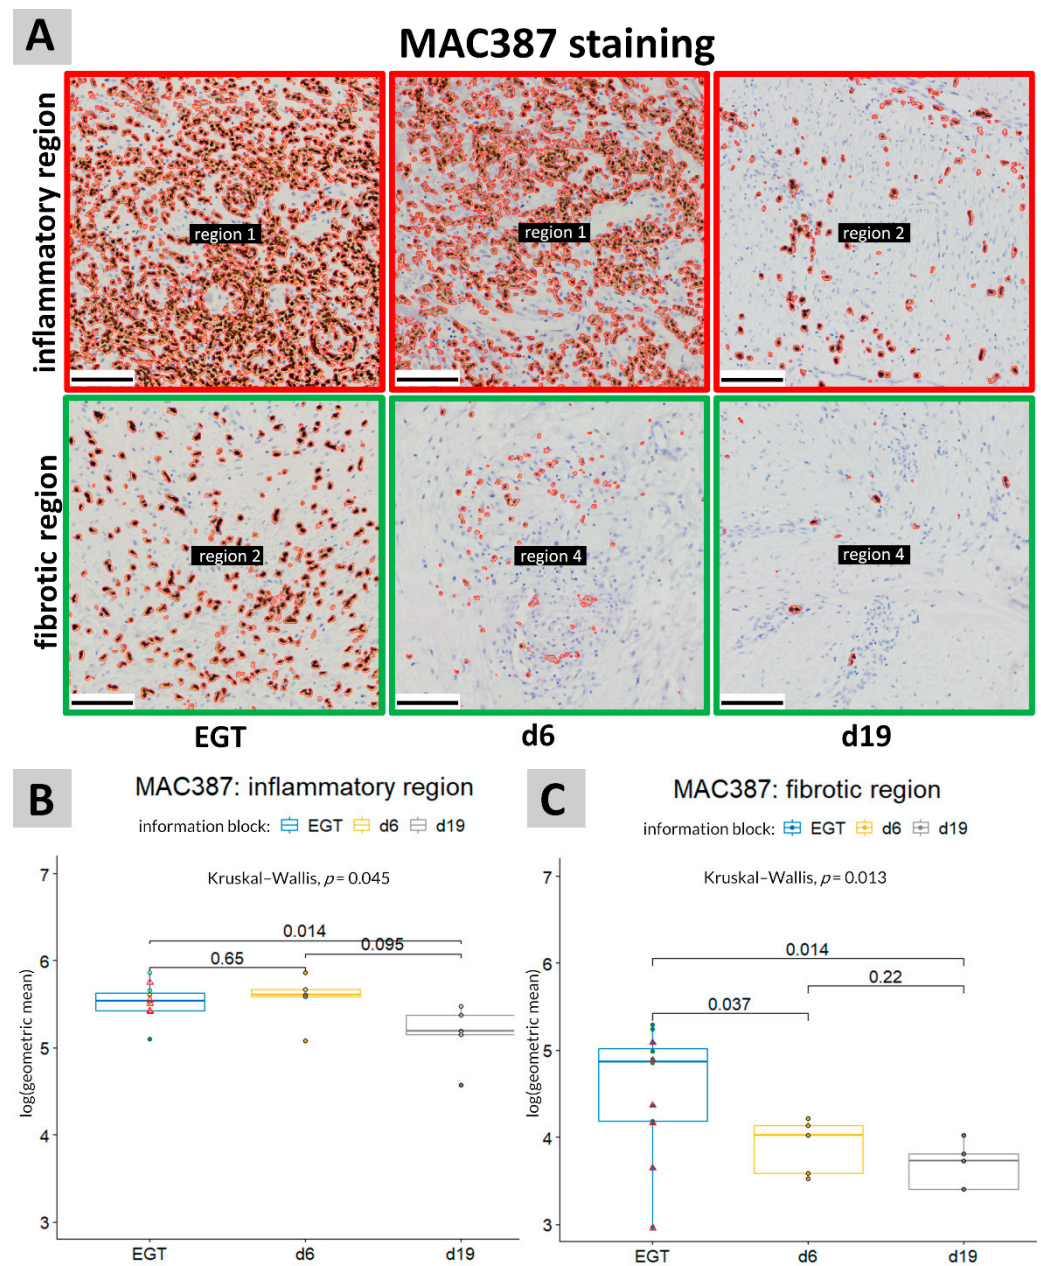 A
MAC387 staining
inflammatory region
region 1
region 1
region 2
fibrotic region
region 2
region 4
region 4
EGT
d6
d19
B
MAC387: inflammatory region
information block: EGT d6 d19
Kruskal–Wallis, p = 0.045
0.014
0.095
0.65
log(geometric mean)
7
6
5
4
3
EGT
d6
d19
C
MAC387: fibrotic region
information block: EGT d6 d19
Kruskal–Wallis, p = 0.013
0.014
0.22
0.037
log(geometric mean)
7
6
5
4
3
EGT
d6
d19